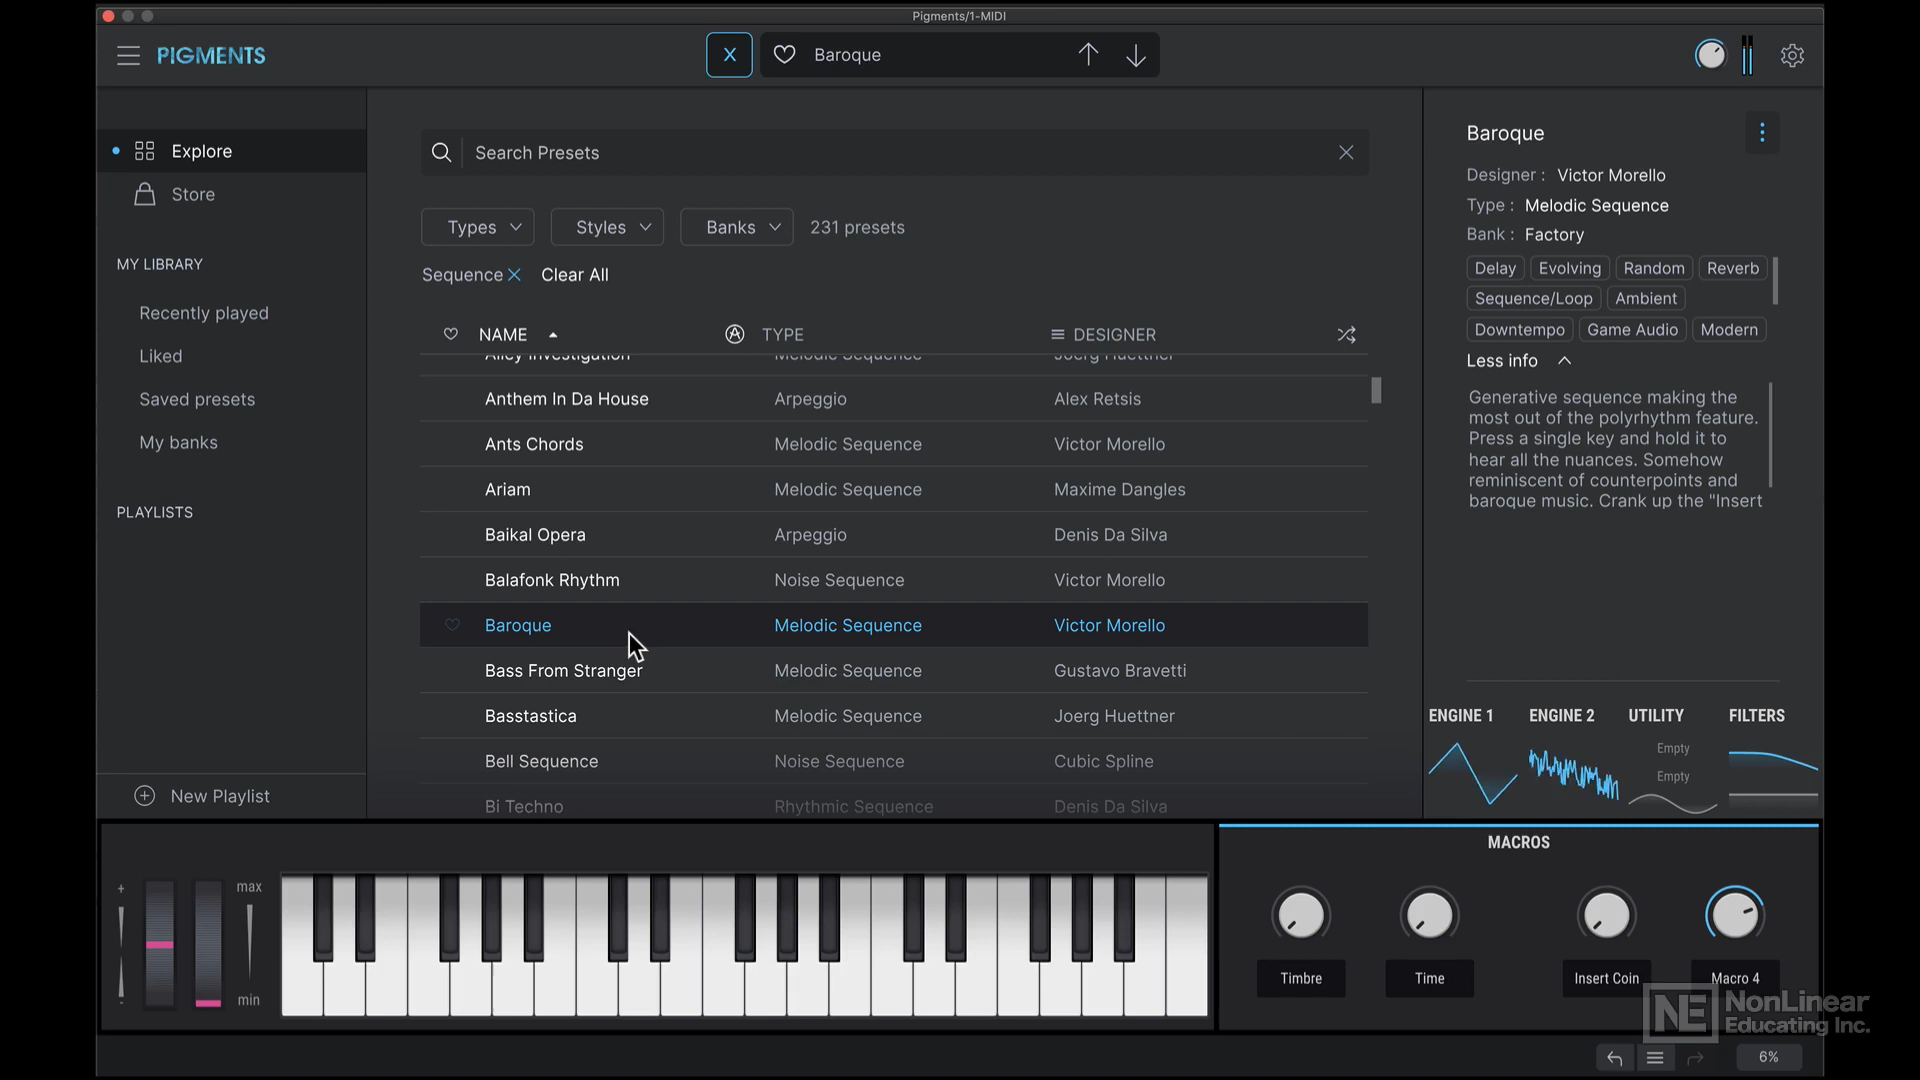 Pigments/1-MIDI
PIGMENTS
X
Baroque
Explore
Store
MY LIBRARY
Recently played
Liked
Saved presets
My banks
PLAYLISTS
New Playlist
Search Presets
Types
Styles
Banks
231 presets
Sequence
Clear All
NAME TYPE DESIGNER
Alley Investigation Melodic Sequence Joerg Huettner
Anthem In Da House Arpeggio Alex Retsis
Ants Chords Melodic Sequence Victor Morello
Ariam Melodic Sequence Maxime Dangles
Baikal Opera Arpeggio Denis Da Silva
Balafonk Rhythm Noise Sequence Victor Morello
Baroque Melodic Sequence Victor Morello
Bass From Stranger Melodic Sequence Gustavo Bravetti
Basstastica Melodic Sequence Joerg Huettner
Bell Sequence Noise Sequence Cubic Spline
Bi Techno Rhythmic Sequence Denis Da Silva
Baroque
Designer : Victor Morello
Type : Melodic Sequence
Bank : Factory
Delay Evolving Random Reverb
Sequence/Loop Ambient
Downtempo Game Audio Modern
Less info
Generative sequence making the
most out of the polyrhythm feature.
Press a single key and hold it to
hear all the nuances. Somehow
reminiscent of counterpoints and
baroque music. Crank up the "Insert
ENGINE 1 ENGINE 2 UTILITY FILTERS
Empty
Empty
+
-
max
min
MACROS
Timbre
Time
Insert Coin
Macro 4
NE NonLinear
Educating Inc.
6%